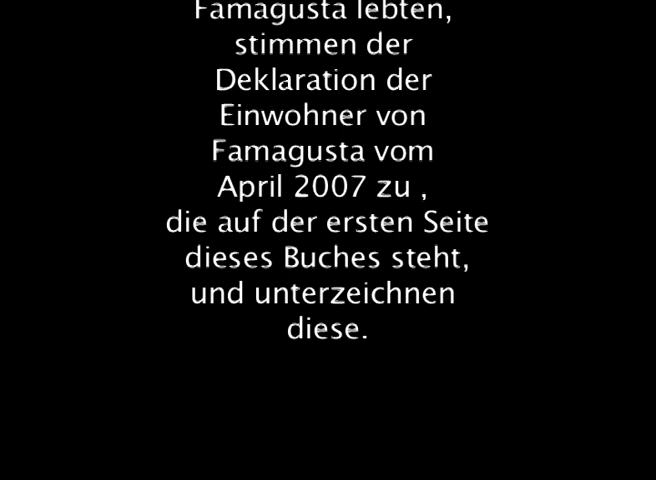 Famagusta lebten,
stimmen der
Deklaration der
Einwohner von
Famagusta vom
April 2007 zu ,
die auf der ersten Seite
dieses Buches steht,
und unterzeichnen
diese.